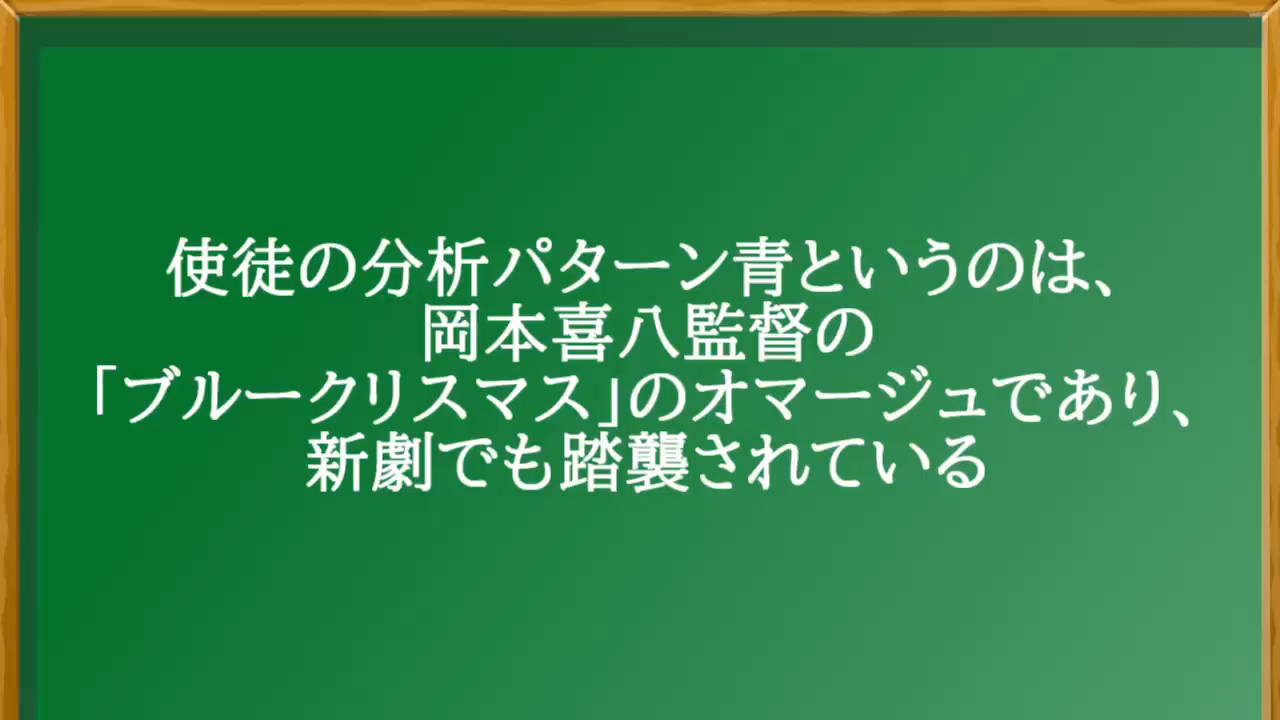 使徒の分析パターン青というのは、
岡本喜八監督の
「ブルークリスマス」のオマージュであり、
新劇でも踏襲されている